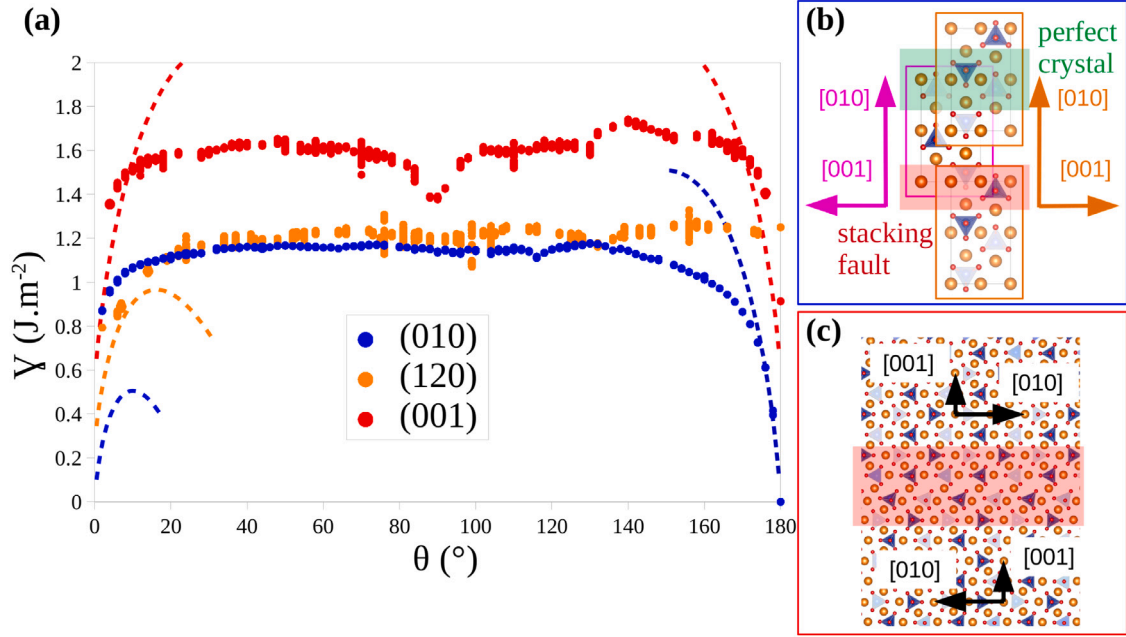 (a)
2
1.8
1.6
1.4
1.2
1
0.8
0.6
0.4
0.2
0
ɣ (J.m⁻²)
0 20 40 60 80 100 120 140 160 180
θ (°)
(010)
(120)
(001)
(b)
perfect
crystal
[010] [010]
[001] [001]
stacking
fault
(c)
[001]
[010]
[001]
[010]